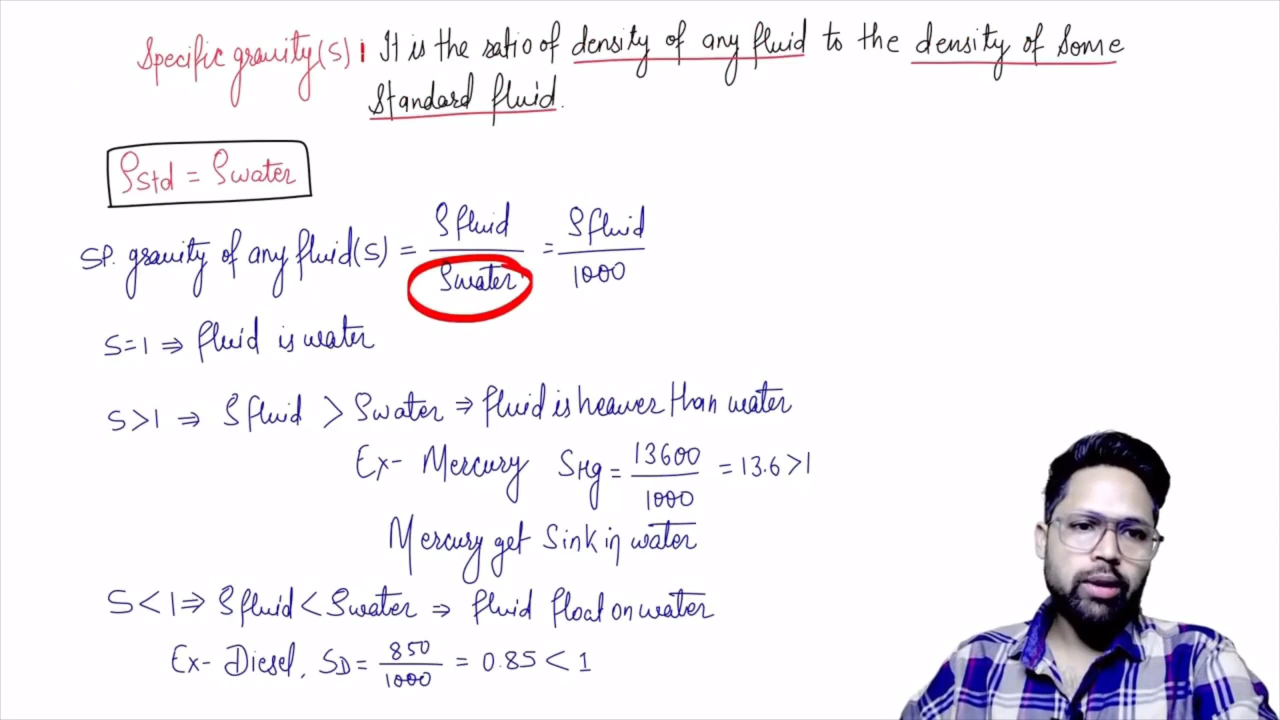 Specific gravity(s): It is the ratio of density of any fluid to the density of Some
Standard fluid.
ρstd = ρwater
SP. gravity of any fluid(s) = ρfluid/ρwater = ρfluid/1000
S=1 ⇒ fluid is water
S>1 ⇒ ρfluid > ρwater ⇒ fluid is heaver than water
Ex- Mercury SHg = 13600/1000 = 13.6>1
Mercury get Sink in water
S<1⇒ ρfluid < ρwater ⇒ fluid float on water
Ex- Diesel, SD = 850/1000 = 0.85 < 1